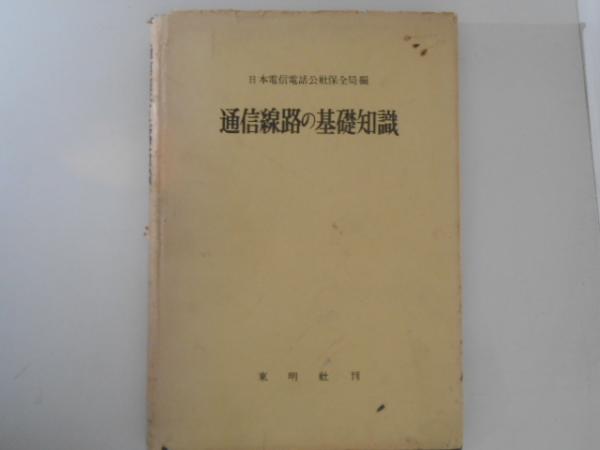 日本電信電話公社保全局編
通信線路の基礎知識
東明社刊